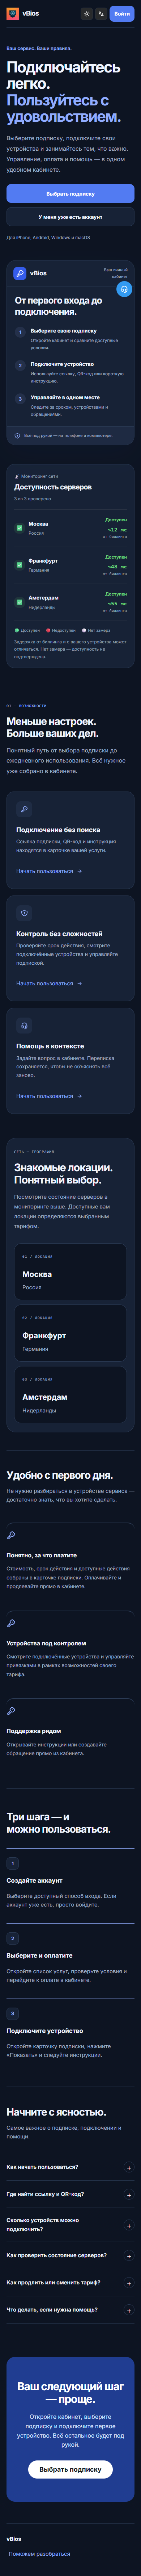 vBios
Войти
Ваш сервис. Ваши правила.
Подключайтесь
легко.
Пользуйтесь с
удовольствием.
Выберите подписку, подключите свои
устройства и занимайтесь тем, что важно.
Управление, оплата и помощь — в одном
удобном кабинете.
Выбрать подписку
У меня уже есть аккаунт
Для iPhone, Android, Windows и macOS
vBios
Ваш личный
кабинет
От первого входа до
подключения.
1
Выберите свою подписку
Откройте кабинет и сравните доступные
условия.
2
Подключите устройство
Используйте ссылку, QR-код или короткую
инструкцию.
3
Управляйте в одном месте
Следите за сроком, устройствами и
обращениями.
Всё под рукой — на телефоне и компьютере
Мониторинг сети
Доступность серверов
3 из 3 проверено
Москва
Россия
Доступен
~12 мс
от биллинга
Франкфурт
Германия
Доступен
~48 мс
от биллинга
Амстердам
Нидерланды
Доступен
~55 мс
от биллинга
Доступен
Недоступен
Нет замера
Задержка от биллинга и с вашего устройства может
отличаться. Нет замера — доступность не
подтверждена.
01 — ВОЗМОЖНОСТИ
Меньше настроек.
Больше ваших дел.
Понятный путь от выбора подписки до
ежедневного использования. Всё нужное
уже собрано в кабинете.
Подключение без поиска
Ссылка подписки, QR-код и инструкция
находятся в карточке вашей услуги.
Начать пользоваться →
Контроль без сложностей
Проверяйте срок действия, смотрите
подключённые устройства и управляйте
подпиской.
Начать пользоваться →
Помощь в контексте
Задайте вопрос в кабинете. Переписка
сохраняется, чтобы не объяснять всё
заново.
Начать пользоваться →
СЕТЬ — ГЕОГРАФИЯ
Знакомые локации.
Понятный выбор.
Посмотрите состояние серверов в
мониторинге выше. Доступные вам
локации определяются выбранным
тарифом.
01 / ЛОКАЦИЯ
Москва
Россия
02 / ЛОКАЦИЯ
Франкфурт
Германия
03 / ЛОКАЦИЯ
Амстердам
Нидерланды
Удобно с первого дня.
Не нужно разбираться в устройстве сервиса —
достаточно знать, что вы хотите сделать.
Понятно, за что платите
Стоимость, срок действия и доступные действия
собраны в карточке подписки. Оплачивайте и
продлевайте прямо в кабинете.
Устройства под контролем
Смотрите подключённые устройства и управляйте
привязками в рамках возможностей своего
тарифа.
Поддержка рядом
Открывайте инструкции или создавайте
обращение прямо из кабинета.
Три шага — и
можно пользоваться.
1
Создайте аккаунт
Выберите доступный способ входа. Если
аккаунт уже есть, просто войдите.
2
Выберите и оплатите
Откройте список услуг, проверьте условия и
перейдите к оплате в кабинете.
3
Подключите устройство
Откройте карточку подписки, нажмите
«Показать» и следуйте инструкции.
Начните с ясностью.
Самое важное о подписке, подключении и
помощи.
Как начать пользоваться?
Где найти ссылку и QR-код?
Сколько устройств можно
подключить?
Как проверить состояние серверов?
Как продлить или сменить тариф?
Что делать, если нужна помощь?
Ваш следующий шаг
— проще.
Откройте кабинет, выберите
подписку и подключите первое
устройство. Всё остальное будет под
рукой.
Выбрать подписку
vBios
Поможем разобраться